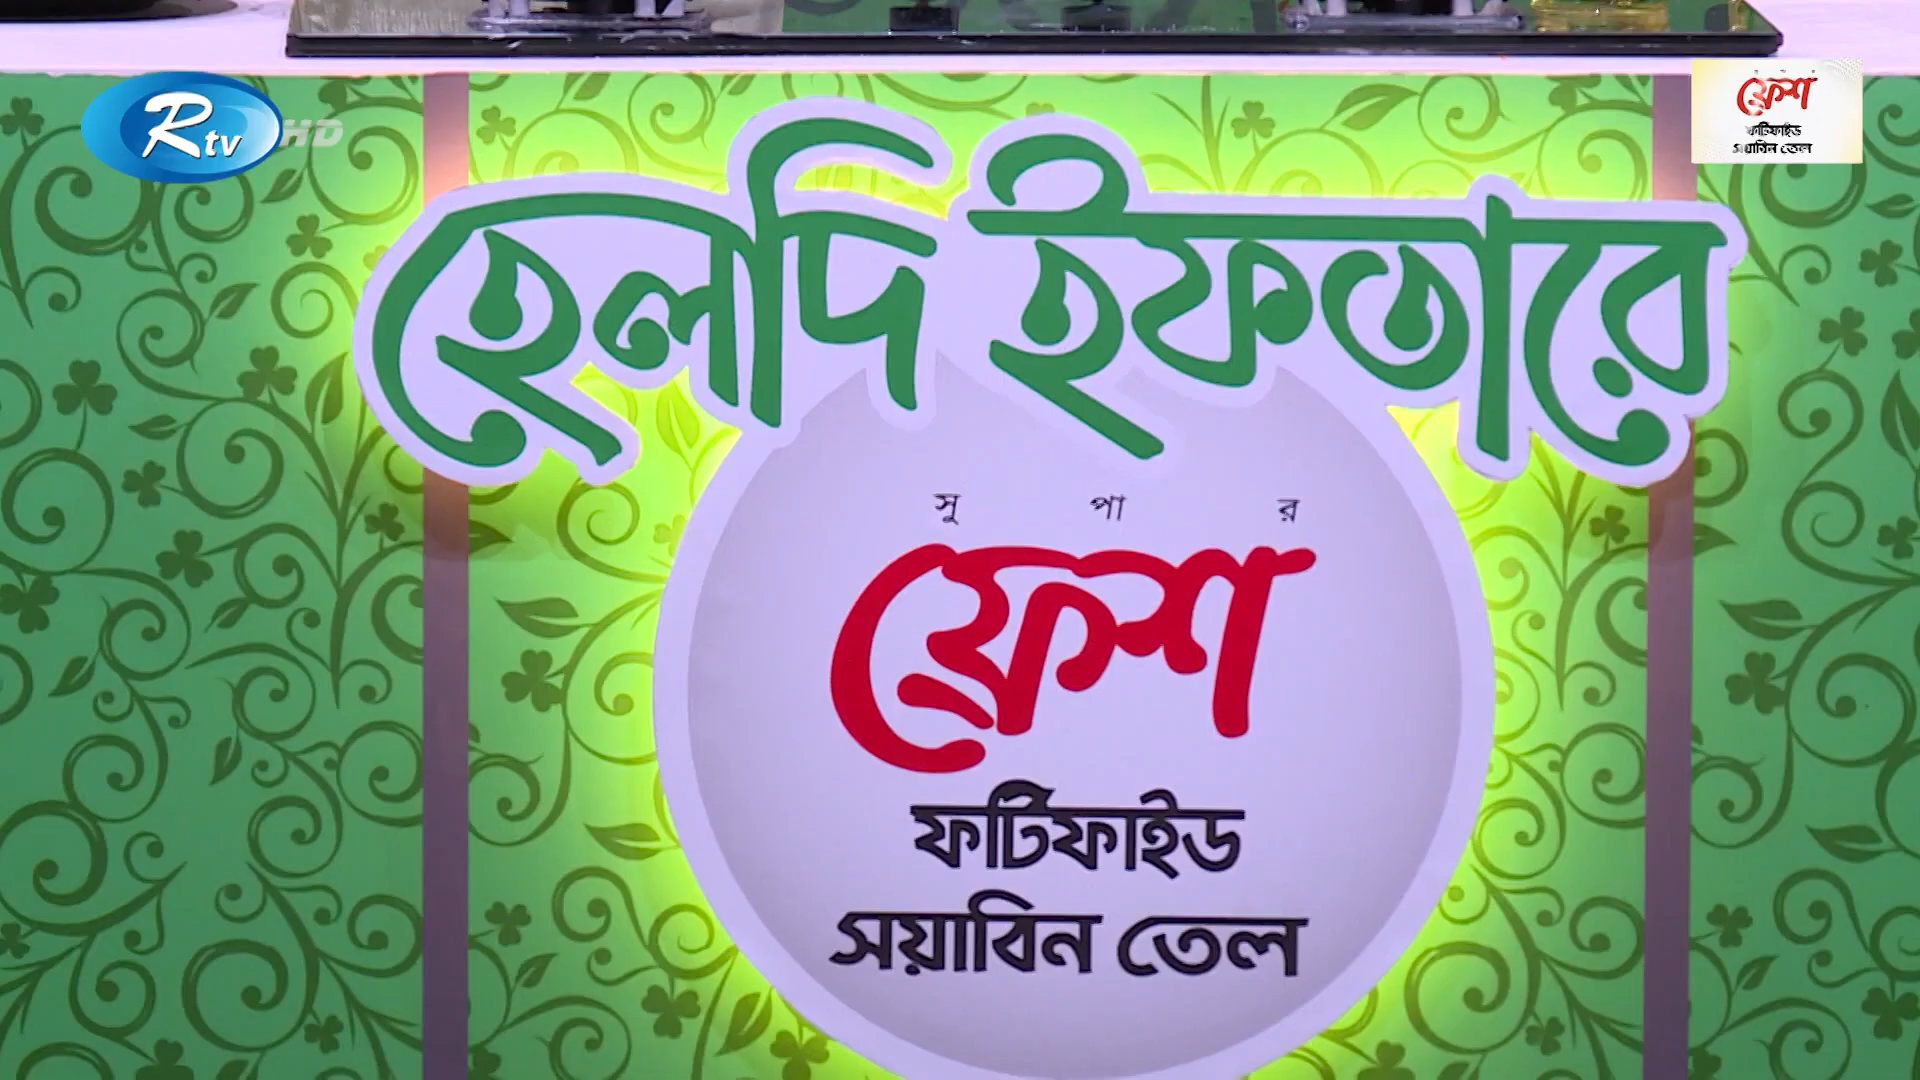 Rtv HD
ফ্রেশ
ফর্টিফাইড
সয়াবিন তেল
হেলদি ইফতারে
সুপার
ফ্রেশ
ফর্টিফাইড
সয়াবিন তেল